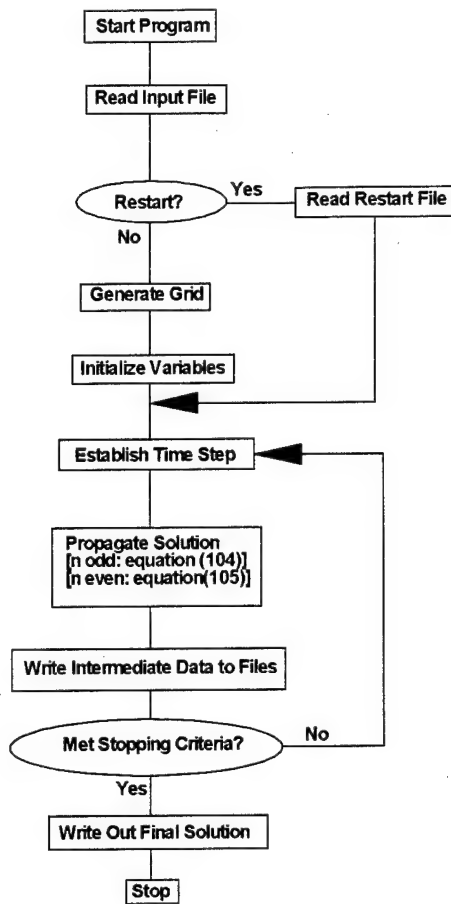 Start Program
Read Input File
Restart?
Yes
Read Restart File
No
Generate Grid
Initialize Variables
Establish Time Step
Propagate Solution
[n odd: equation (104)]
[n even: equation(105)]
Write Intermediate Data to Files
Met Stopping Criteria?
No
Yes
Write Out Final Solution
Stop